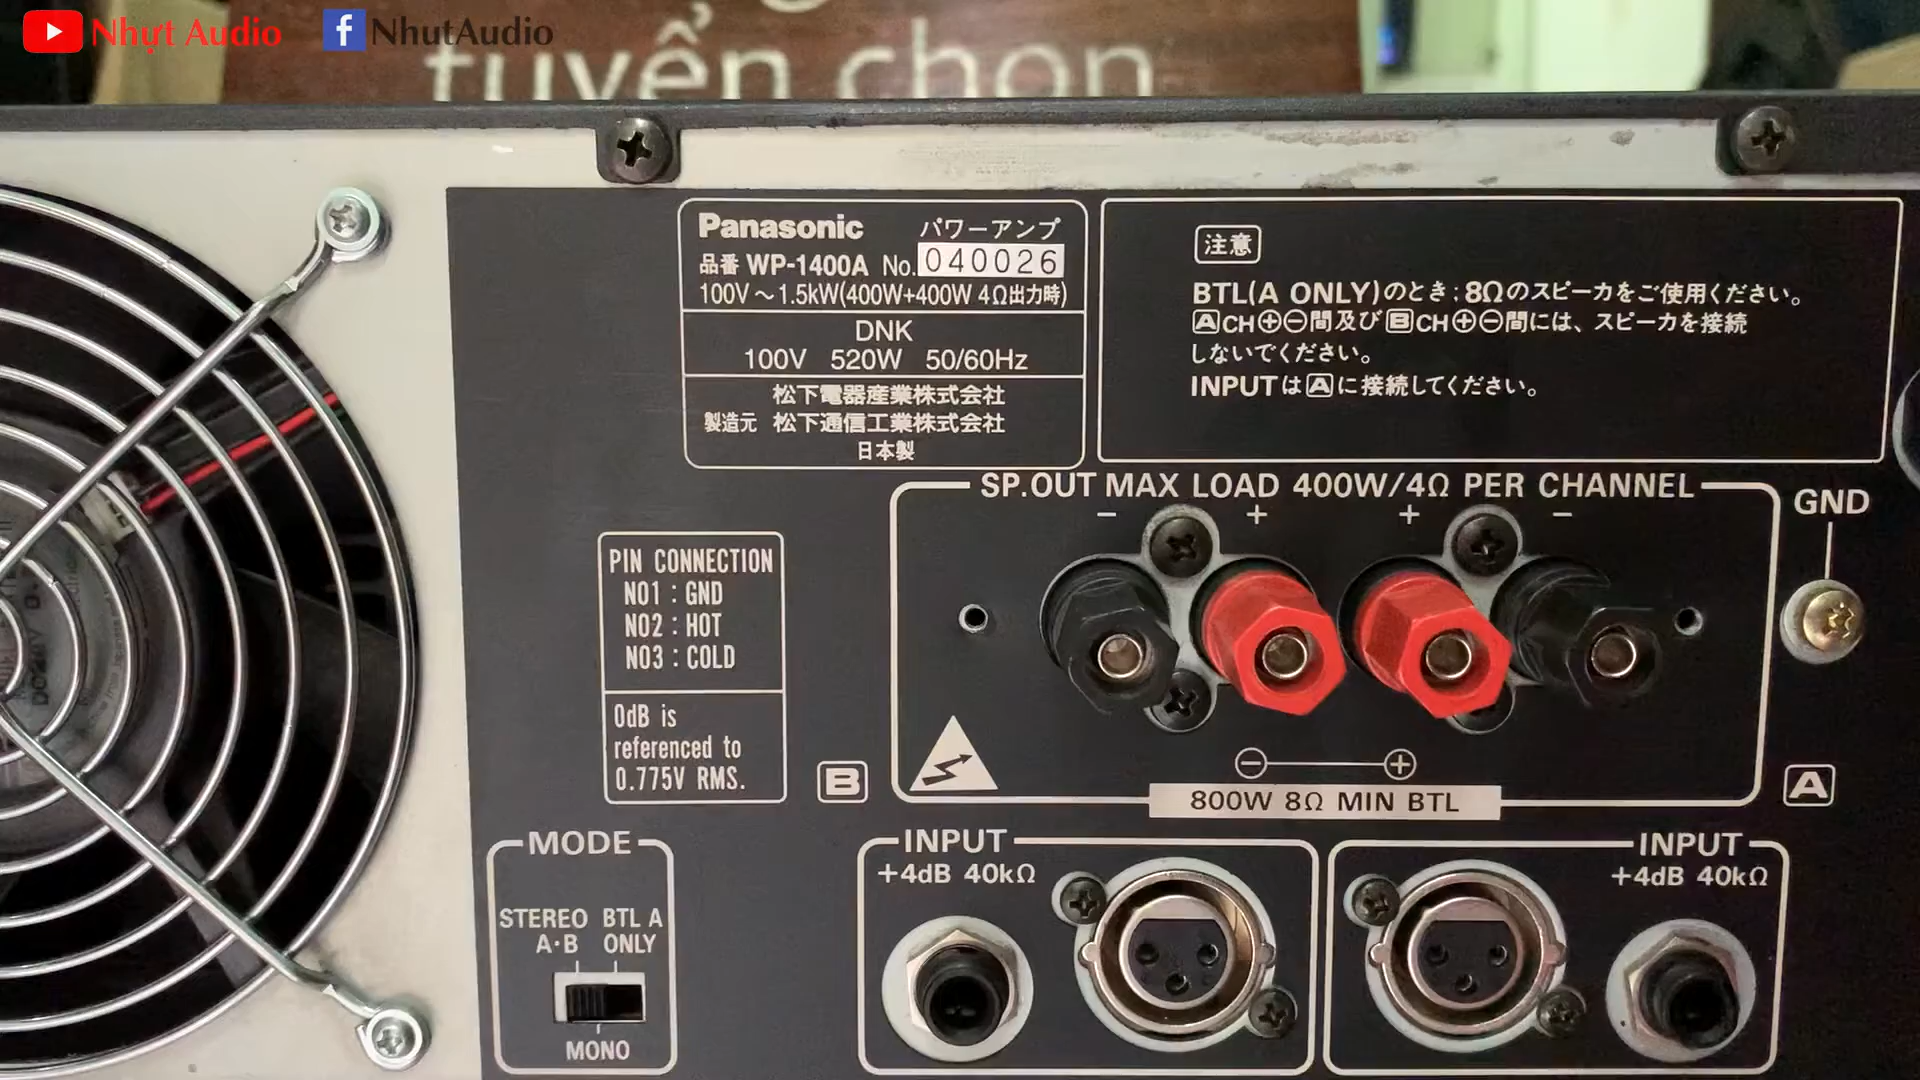 Nhựt Audio NhutAudio
tuyển chọn
Panasonic パワーアンプ
品番 WP-1400A No. 040026
100V ~ 1.5kW(400W+400W 4Ω出力時)
DNK
100V 520W 50/60Hz
松下電器産業株式会社
製造元 松下通信工業株式会社
日本製
注意
BTL(A ONLY)のとき:8Ωのスピーカをご使用ください。
A CH⊕⊖間及び B CH⊕⊖間には、スピーカを接続
しないでください。
INPUTは A に接続してください。
SP.OUT MAX LOAD 400W/4Ω PER CHANNEL
− + + −
GND
PIN CONNECTION
NO1 : GND
NO2 : HOT
NO3 : COLD
0dB is
referenced to
0.775V RMS.
B
⊖ ⊕
800W 8Ω MIN BTL
A
MODE
STEREO BTL A
A·B ONLY
MONO
INPUT
+4dB 40kΩ
INPUT
+4dB 40kΩ